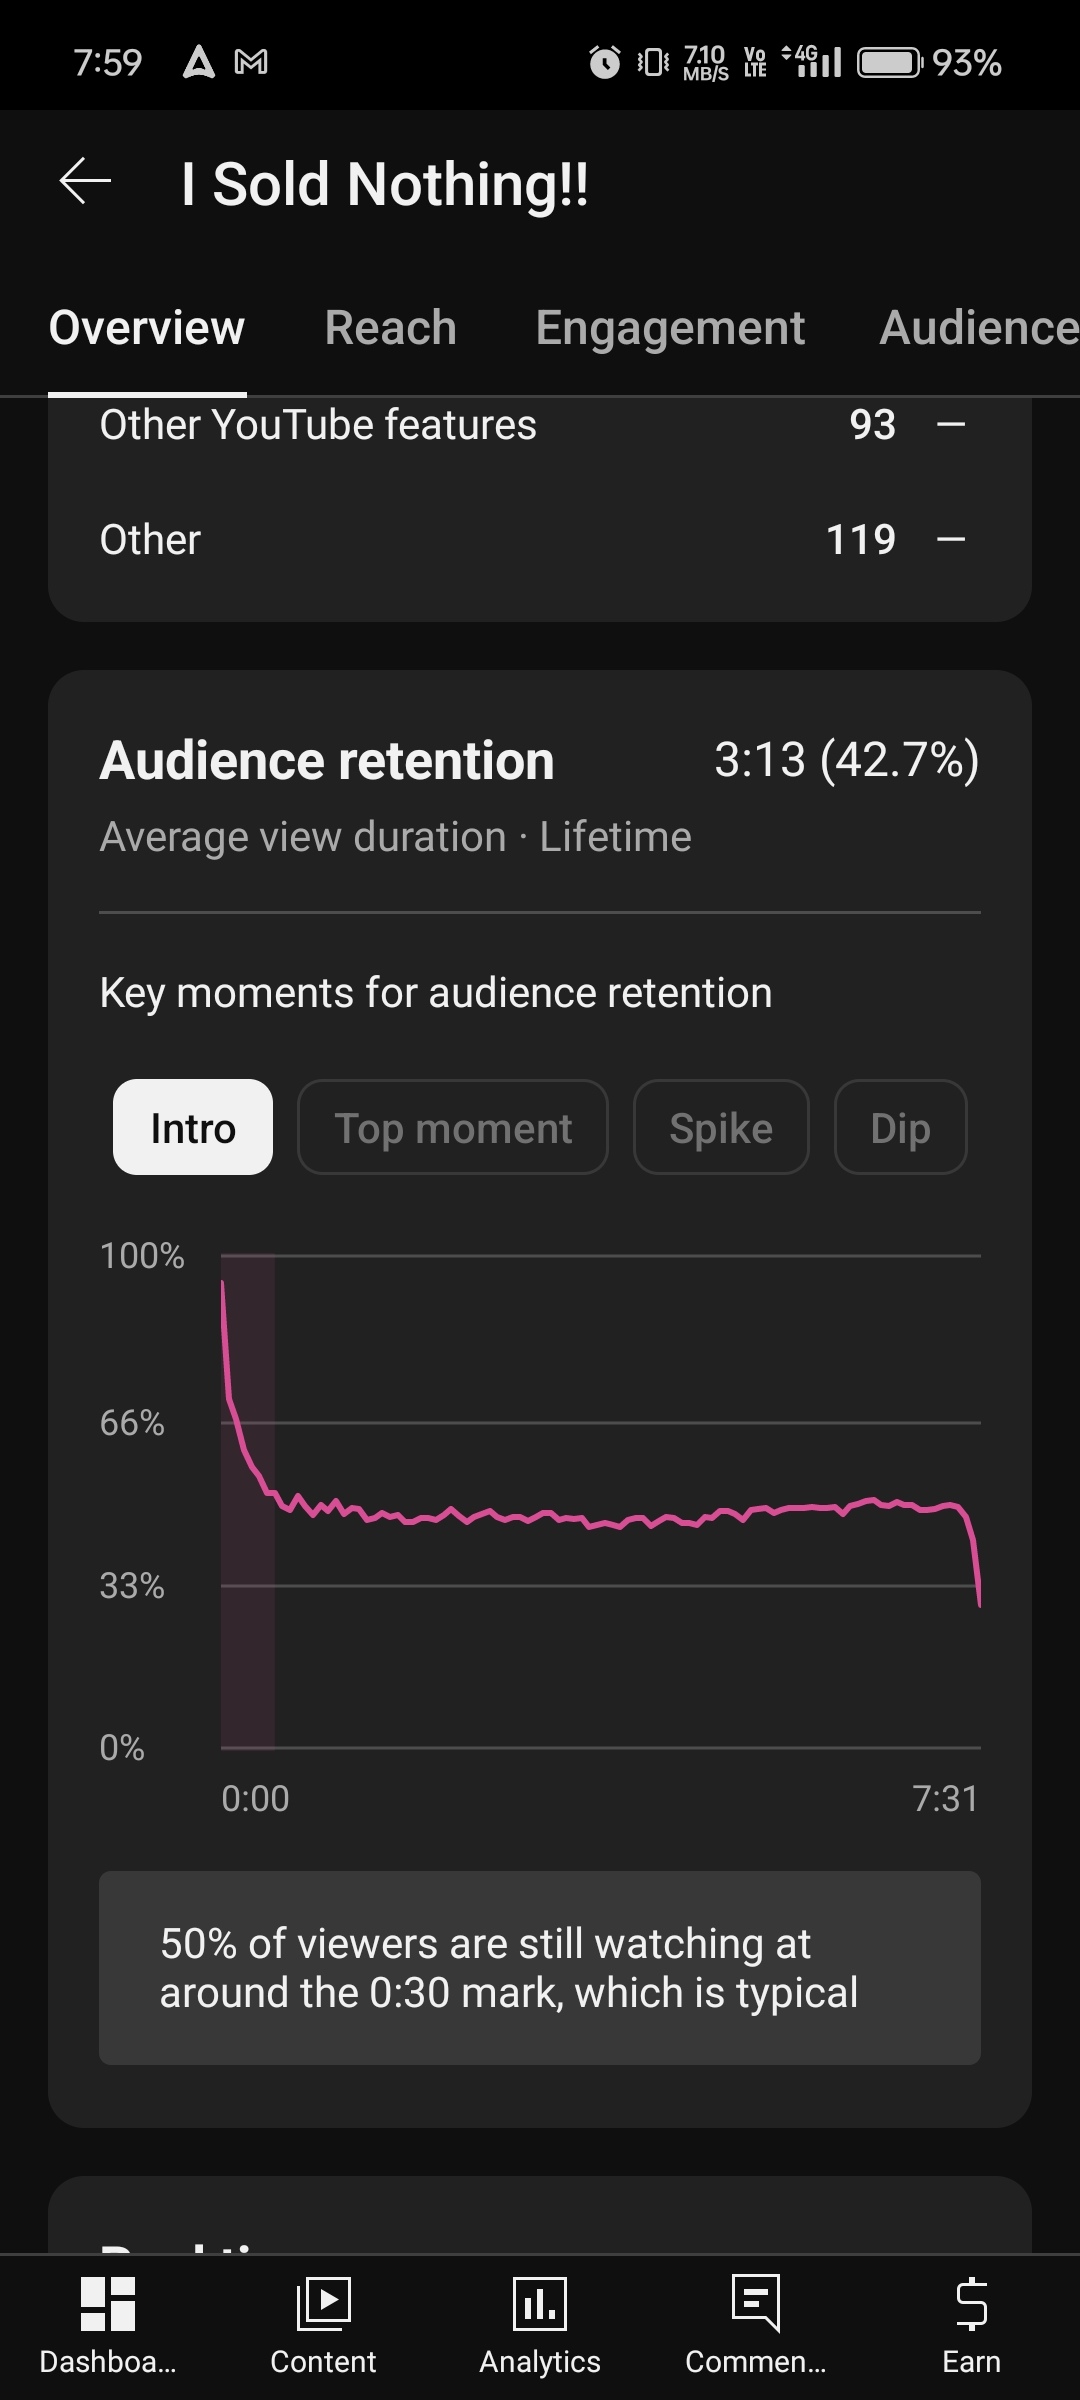 7:59
7.10 MB/S
Vo LTE
4G
93%
I Sold Nothing!!
Overview Reach Engagement Audience
Other YouTube features 93 —
Other 119 —
Audience retention 3:13 (42.7%)
Average view duration · Lifetime
Key moments for audience retention
Intro Top moment Spike Dip
100%
66%
33%
0%
0:00 7:31
50% of viewers are still watching at
around the 0:30 mark, which is typical
Dashboa... Content Analytics Commen... Earn